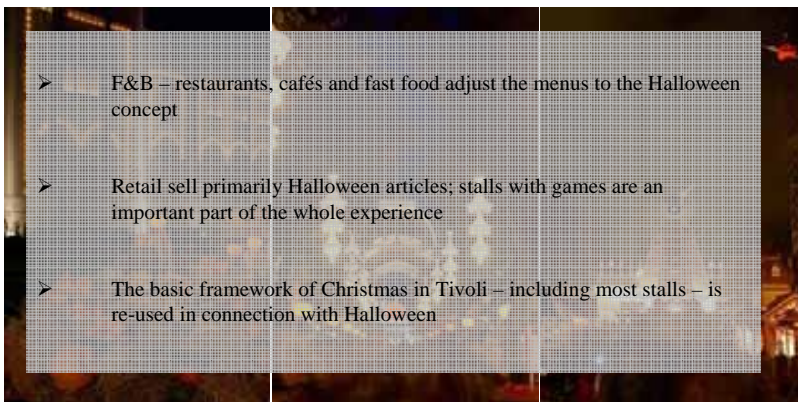 ➢ F&B – restaurants, cafés and fast food adjust the menus to the Halloween
concept
➢ Retail sell primarily Halloween articles; stalls with games are an
important part of the whole experience
➢ The basic framework of Christmas in Tivoli – including most stalls – is
re-used in connection with Halloween